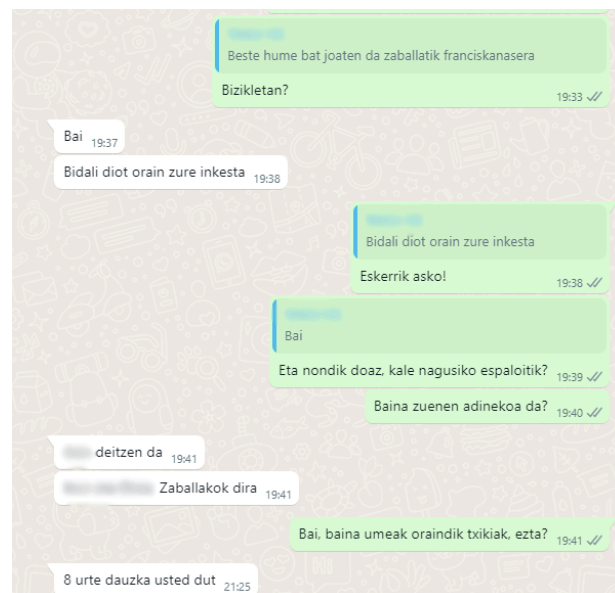 Beste hume bat joaten da zaballatik franciskanasera
Bizikletan?
19:33
Bai 19:37
Bidali diot orain zure inkesta 19:38
Bidali diot orain zure inkesta
Eskerrik asko!
19:38
Bai
Eta nondik doaz, kale nagusiko espaloitik? 19:39
Baina zuenen adinekoa da? 19:40
deitzen da 19:41
Zaballakok dira 19:41
Bai, baina umeak oraindik txikiak, ezta? 19:41
8 urte dauzka usted dut 21:25